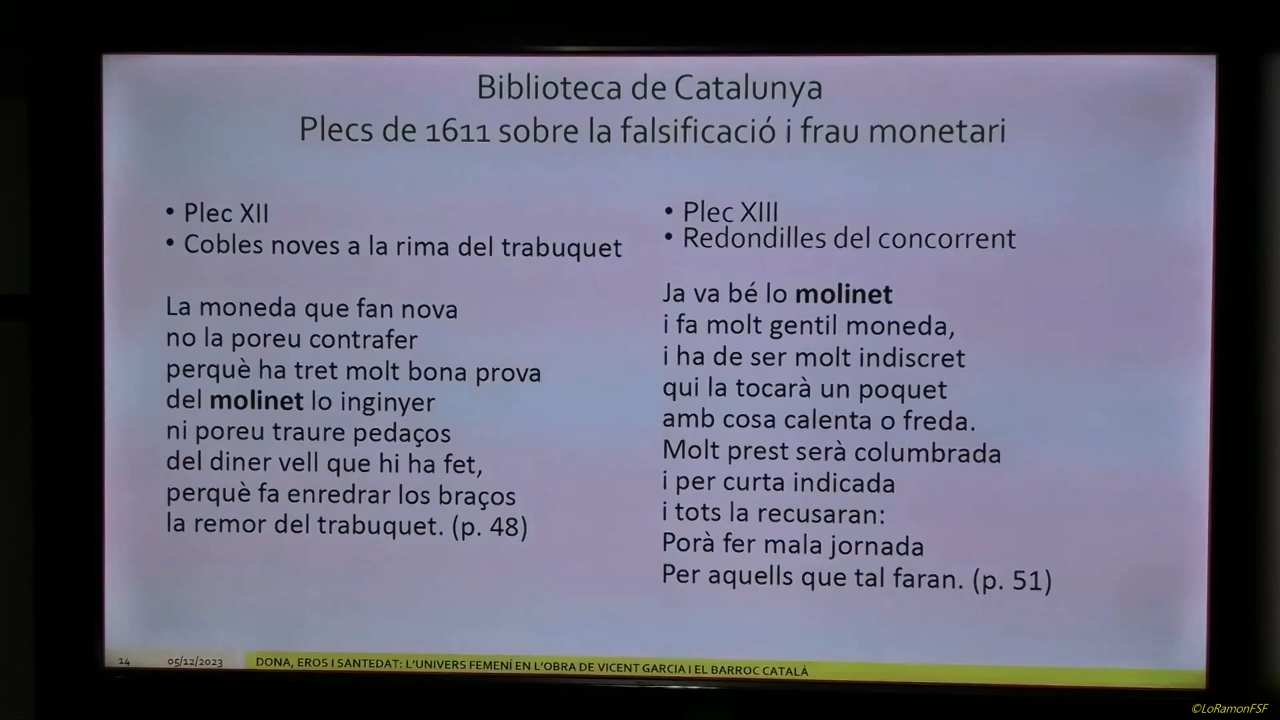 Biblioteca de Catalunya
Plecs de 1611 sobre la falsificació i frau monetari
• Plec XII
• Cobles noves a la rima del trabuquet
La moneda que fan nova
no la poreu contrafer
perquè ha tret molt bona prova
del molinet lo inginyer
ni poreu traure pedaços
del diner vell que hi ha fet,
perquè fa enredrar los braços
la remor del trabuquet. (p. 48)
• Plec XIII
• Redondilles del concorrent
Ja va bé lo molinet
i fa molt gentil moneda,
i ha de ser molt indiscret
qui la tocarà un poquet
amb cosa calenta o freda.
Molt prest serà columbrada
i per curta indicada
i tots la recusaran:
Porà fer mala jornada
Per aquells que tal faran. (p. 51)
14 05/12/2023 DONA, EROS I SANTEDAT: L'UNIVERS FEMENÍ EN L'OBRA DE VICENT GARCIA I EL BARROC CATALÀ
©LoRamonFSF